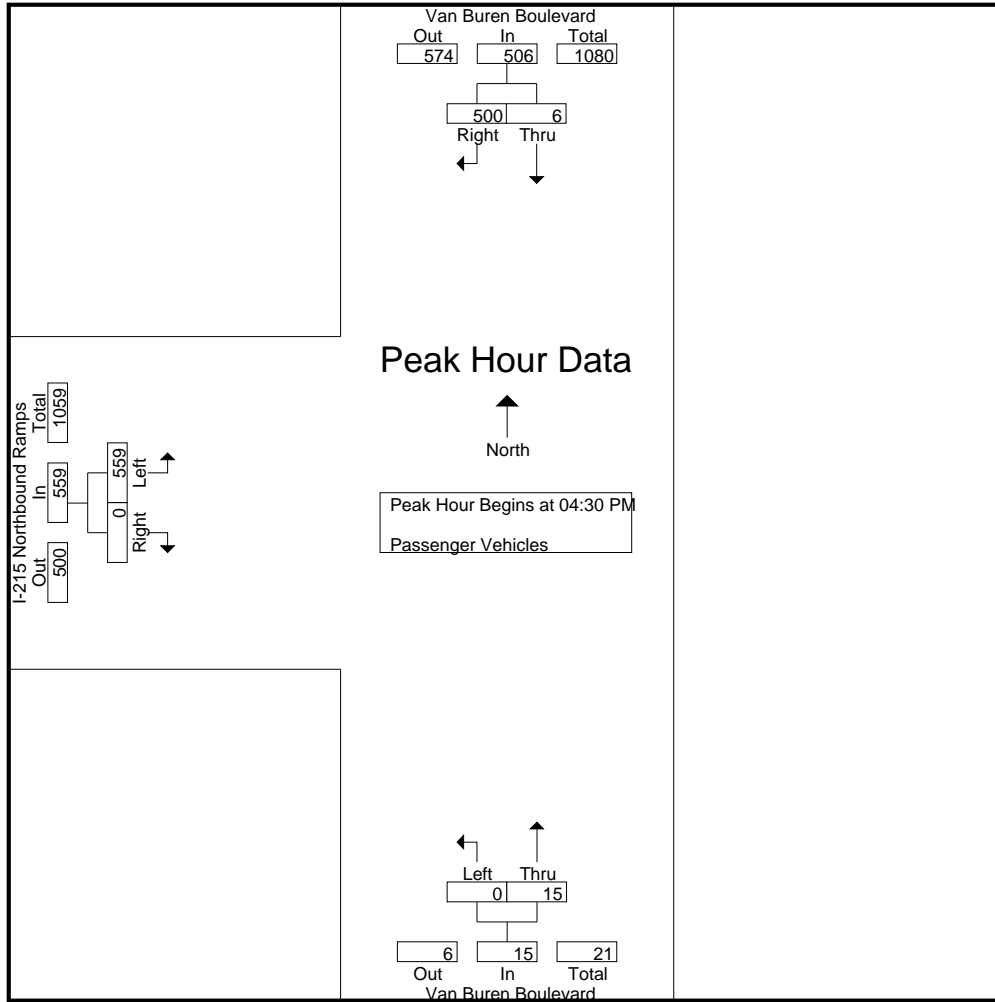 Van Buren Boulevard
Out In Total
574 506 1080
500 6
Right Thru
Peak Hour Data
North
Peak Hour Begins at 04:30 PM
Passenger Vehicles
I-215 Northbound Ramps
Out In Total
500 559 1059
0 559
Right Left
Left Thru
0 15
6 15 21
Out In Total
Van Buren Boulevard